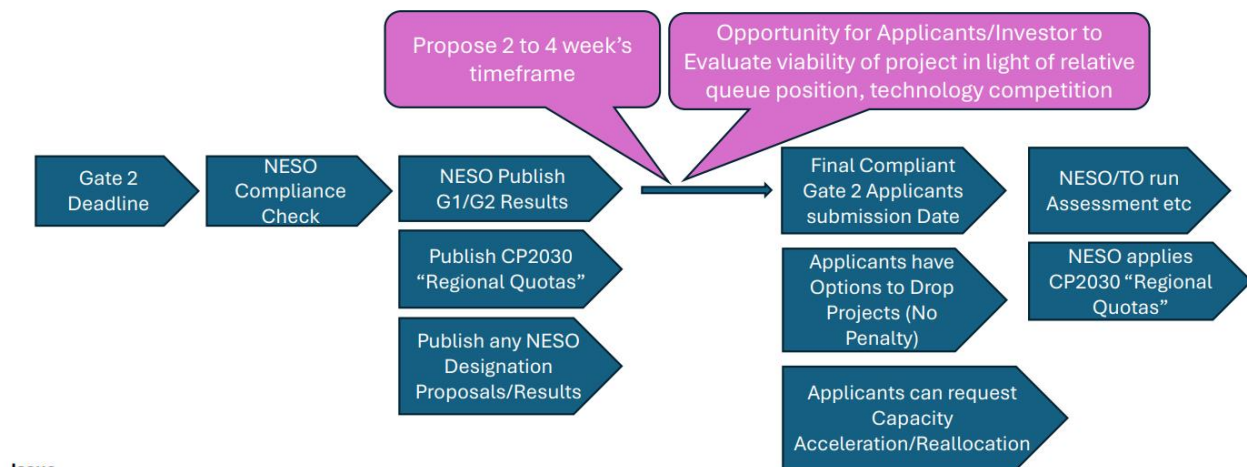 Propose 2 to 4 week's
timeframe
Opportunity for Applicants/Investor to
Evaluate viability of project in light of relative
queue position, technology competition
Gate 2
Deadline
NESO
Compliance
Check
NESO Publish
G1/G2 Results
Publish CP2030
“Regional Quotas”
Publish any NESO
Designation
Proposals/Results
Final Compliant
Gate 2 Applicants
submission Date
Applicants have
Options to Drop
Projects (No
Penalty)
Applicants can request
Capacity
Acceleration/Reallocation
NESO/TO run
Assessment etc
NESO applies
CP2030 “Regional
Quotas”